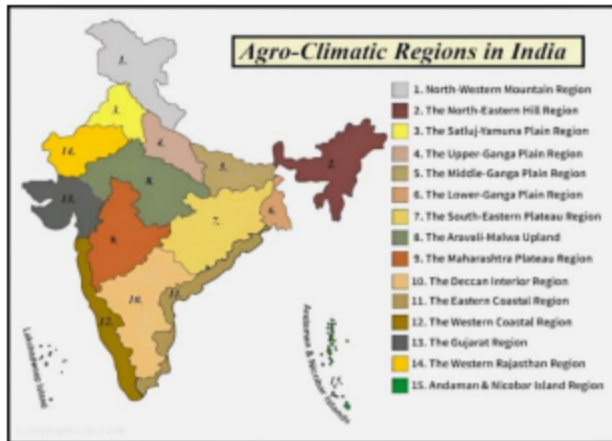 Agro-Climatic Regions in India
1. North-Western Mountain Region
2. The North-Eastern Hill Region
3. The Satluj-Yamuna Plain Region
4. The Upper-Ganga Plain Region
5. The Middle-Ganga Plain Region
6. The Lower-Ganga Plain Region
7. The South-Eastern Plateau Region
8. The Aravali-Malwa Upland
9. The Maharashtra Plateau Region
10. The Deccan Interior Region
11. The Eastern Coastal Region
12. The Western Coastal Region
13. The Gujarat Region
14. The Western Rajasthan Region
15. Andaman & Nicobar Island Region
1.
3.
14.
4.
2.
5.
8.
13.
6.
7.
9.
10.
11.
12.
15.
Andaman & Nicobar Islands
Island